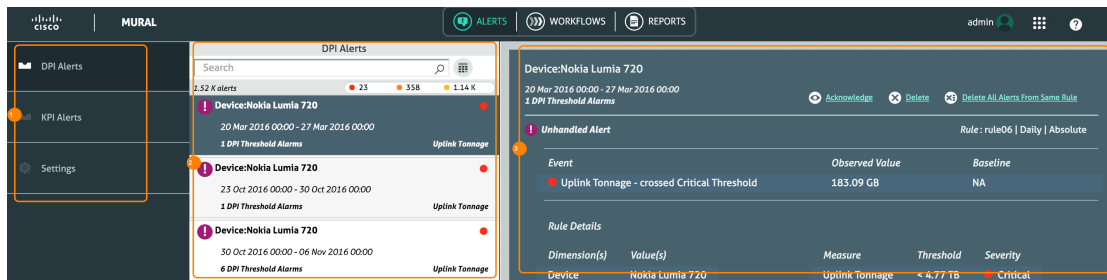 cisco
MURAL
ALERTS
WORKFLOWS
REPORTS
admin
?
1
DPI Alerts
KPI Alerts
Settings
2
DPI Alerts
Search
1.52 K alerts
23
358
1.14 K
! Device:Nokia Lumia 720
20 Mar 2016 00:00 - 27 Mar 2016 00:00
1 DPI Threshold Alarms Uplink Tonnage
! Device:Nokia Lumia 720
23 Oct 2016 00:00 - 30 Oct 2016 00:00
1 DPI Threshold Alarms Uplink Tonnage
! Device:Nokia Lumia 720
30 Oct 2016 00:00 - 06 Nov 2016 00:00
6 DPI Threshold Alarms Uplink Tonnage
3
Device:Nokia Lumia 720
20 Mar 2016 00:00 - 27 Mar 2016 00:00
1 DPI Threshold Alarms
Acknowledge
Delete
Delete All Alerts From Same Rule
! Unhandled Alert
Rule : rule06 | Daily | Absolute
Event Observed Value Baseline
Uplink Tonnage - crossed Critical Threshold 183.09 GB NA
Rule Details
Dimension(s) Value(s) Measure Threshold Severity
Device Nokia Lumia 720 Uplink Tonnage < 4.77 TB Critical